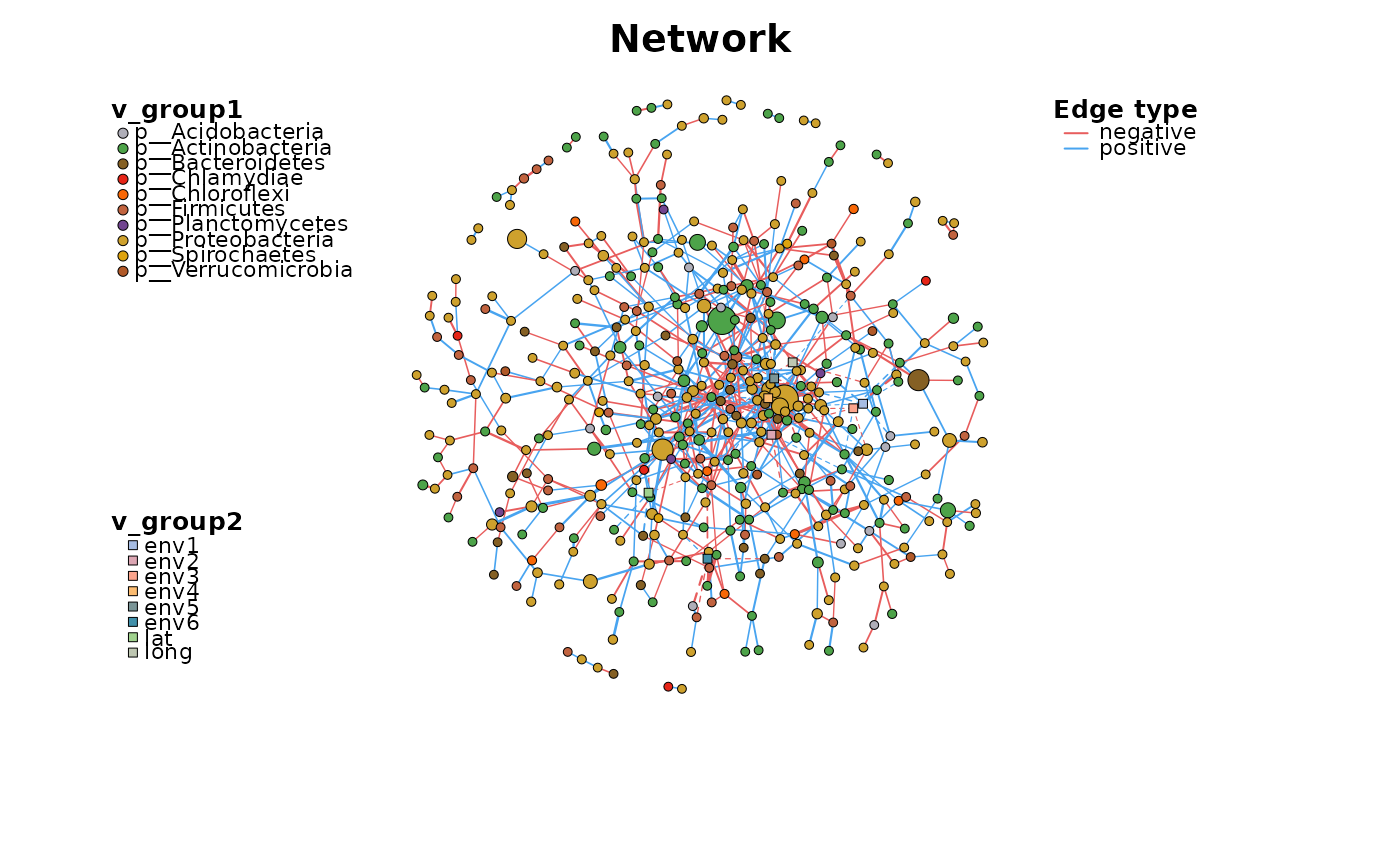 Network
v_group1
p__Acidobacteria
p__Actinobacteria
p__Bacteroidetes
p__Chlamydiae
p__Chloroflexi
p__Firmicutes
p__Planctomycetes
p__Proteobacteria
p__Spirochaetes
p__Verrucomicrobia
v_group2
env1
env2
env3
env4
env5
env6
lat
long
Edge type
negative
positive